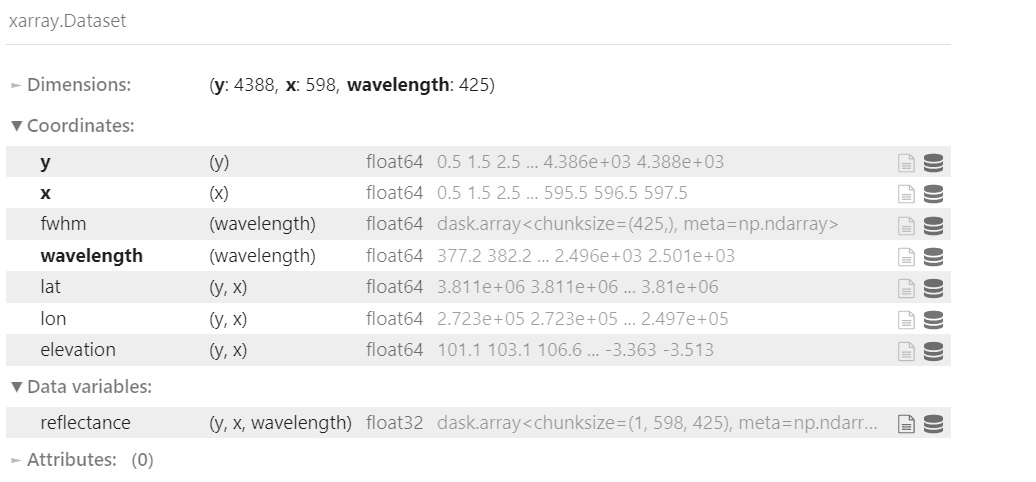 xarray.Dataset
► Dimensions: (y: 4388, x: 598, wavelength: 425)
▼ Coordinates:
y (y) float64 0.5 1.5 2.5 ... 4.386e+03 4.388e+03
x (x) float64 0.5 1.5 2.5 ... 595.5 596.5 597.5
fwhm (wavelength) float64 dask.array<chunksize=(425,), meta=np.ndarray>
wavelength (wavelength) float64 377.2 382.2 ... 2.496e+03 2.501e+03
lat (y, x) float64 3.811e+06 3.811e+06 ... 3.81e+06
lon (y, x) float64 2.723e+05 2.723e+05 ... 2.497e+05
elevation (y, x) float64 101.1 103.1 106.6 ... -3.363 -3.513
▼ Data variables:
reflectance (y, x, wavelength) float32 dask.array<chunksize=(1, 598, 425), meta=np.ndarr...
► Attributes: (0)